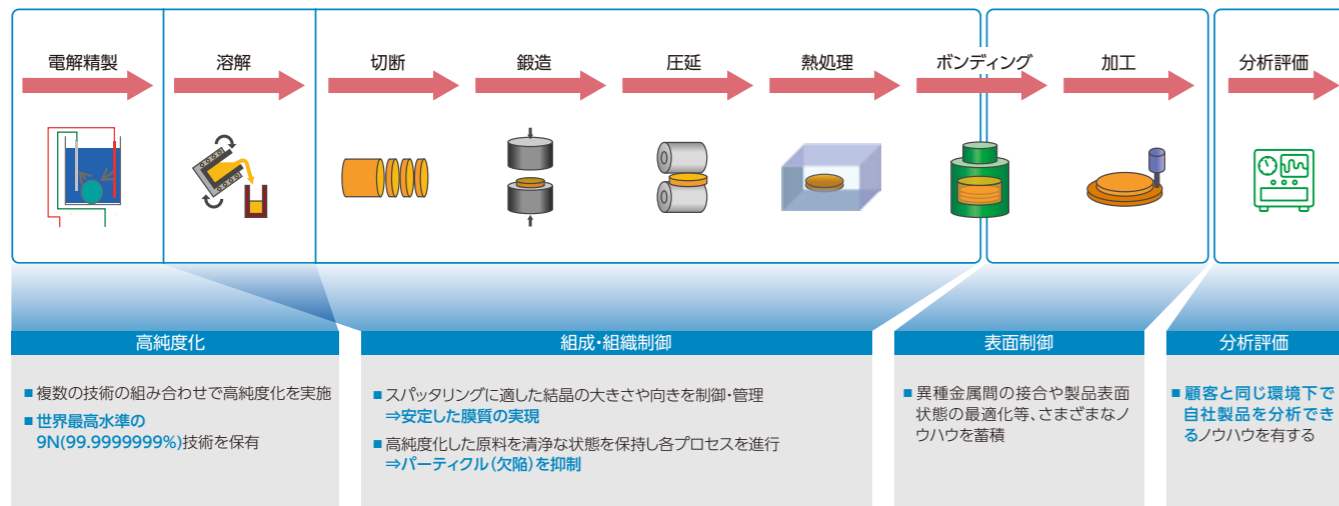 電解精製
溶解
切断
鍛造
圧延
熱処理
ボンディング
加工
分析評価
高純度化
■ 複数の技術の組み合わせで高純度化を実施
■ 世界最高水準の
9N(99.9999999%)技術を保有
組成・組織制御
■ スパッタリングに適した結晶の大きさや向きを制御・管理
⇒安定した膜質の実現
■ 高純度化した原料を清浄な状態を保持し各プロセスを進行
⇒パーティクル(欠陥)を抑制
表面制御
■ 異種金属間の接合や製品表面
状態の最適化等、さまざまなノ
ウハウを蓄積
分析評価
■ 顧客と同じ環境下で
自社製品を分析でき
るノウハウを有する